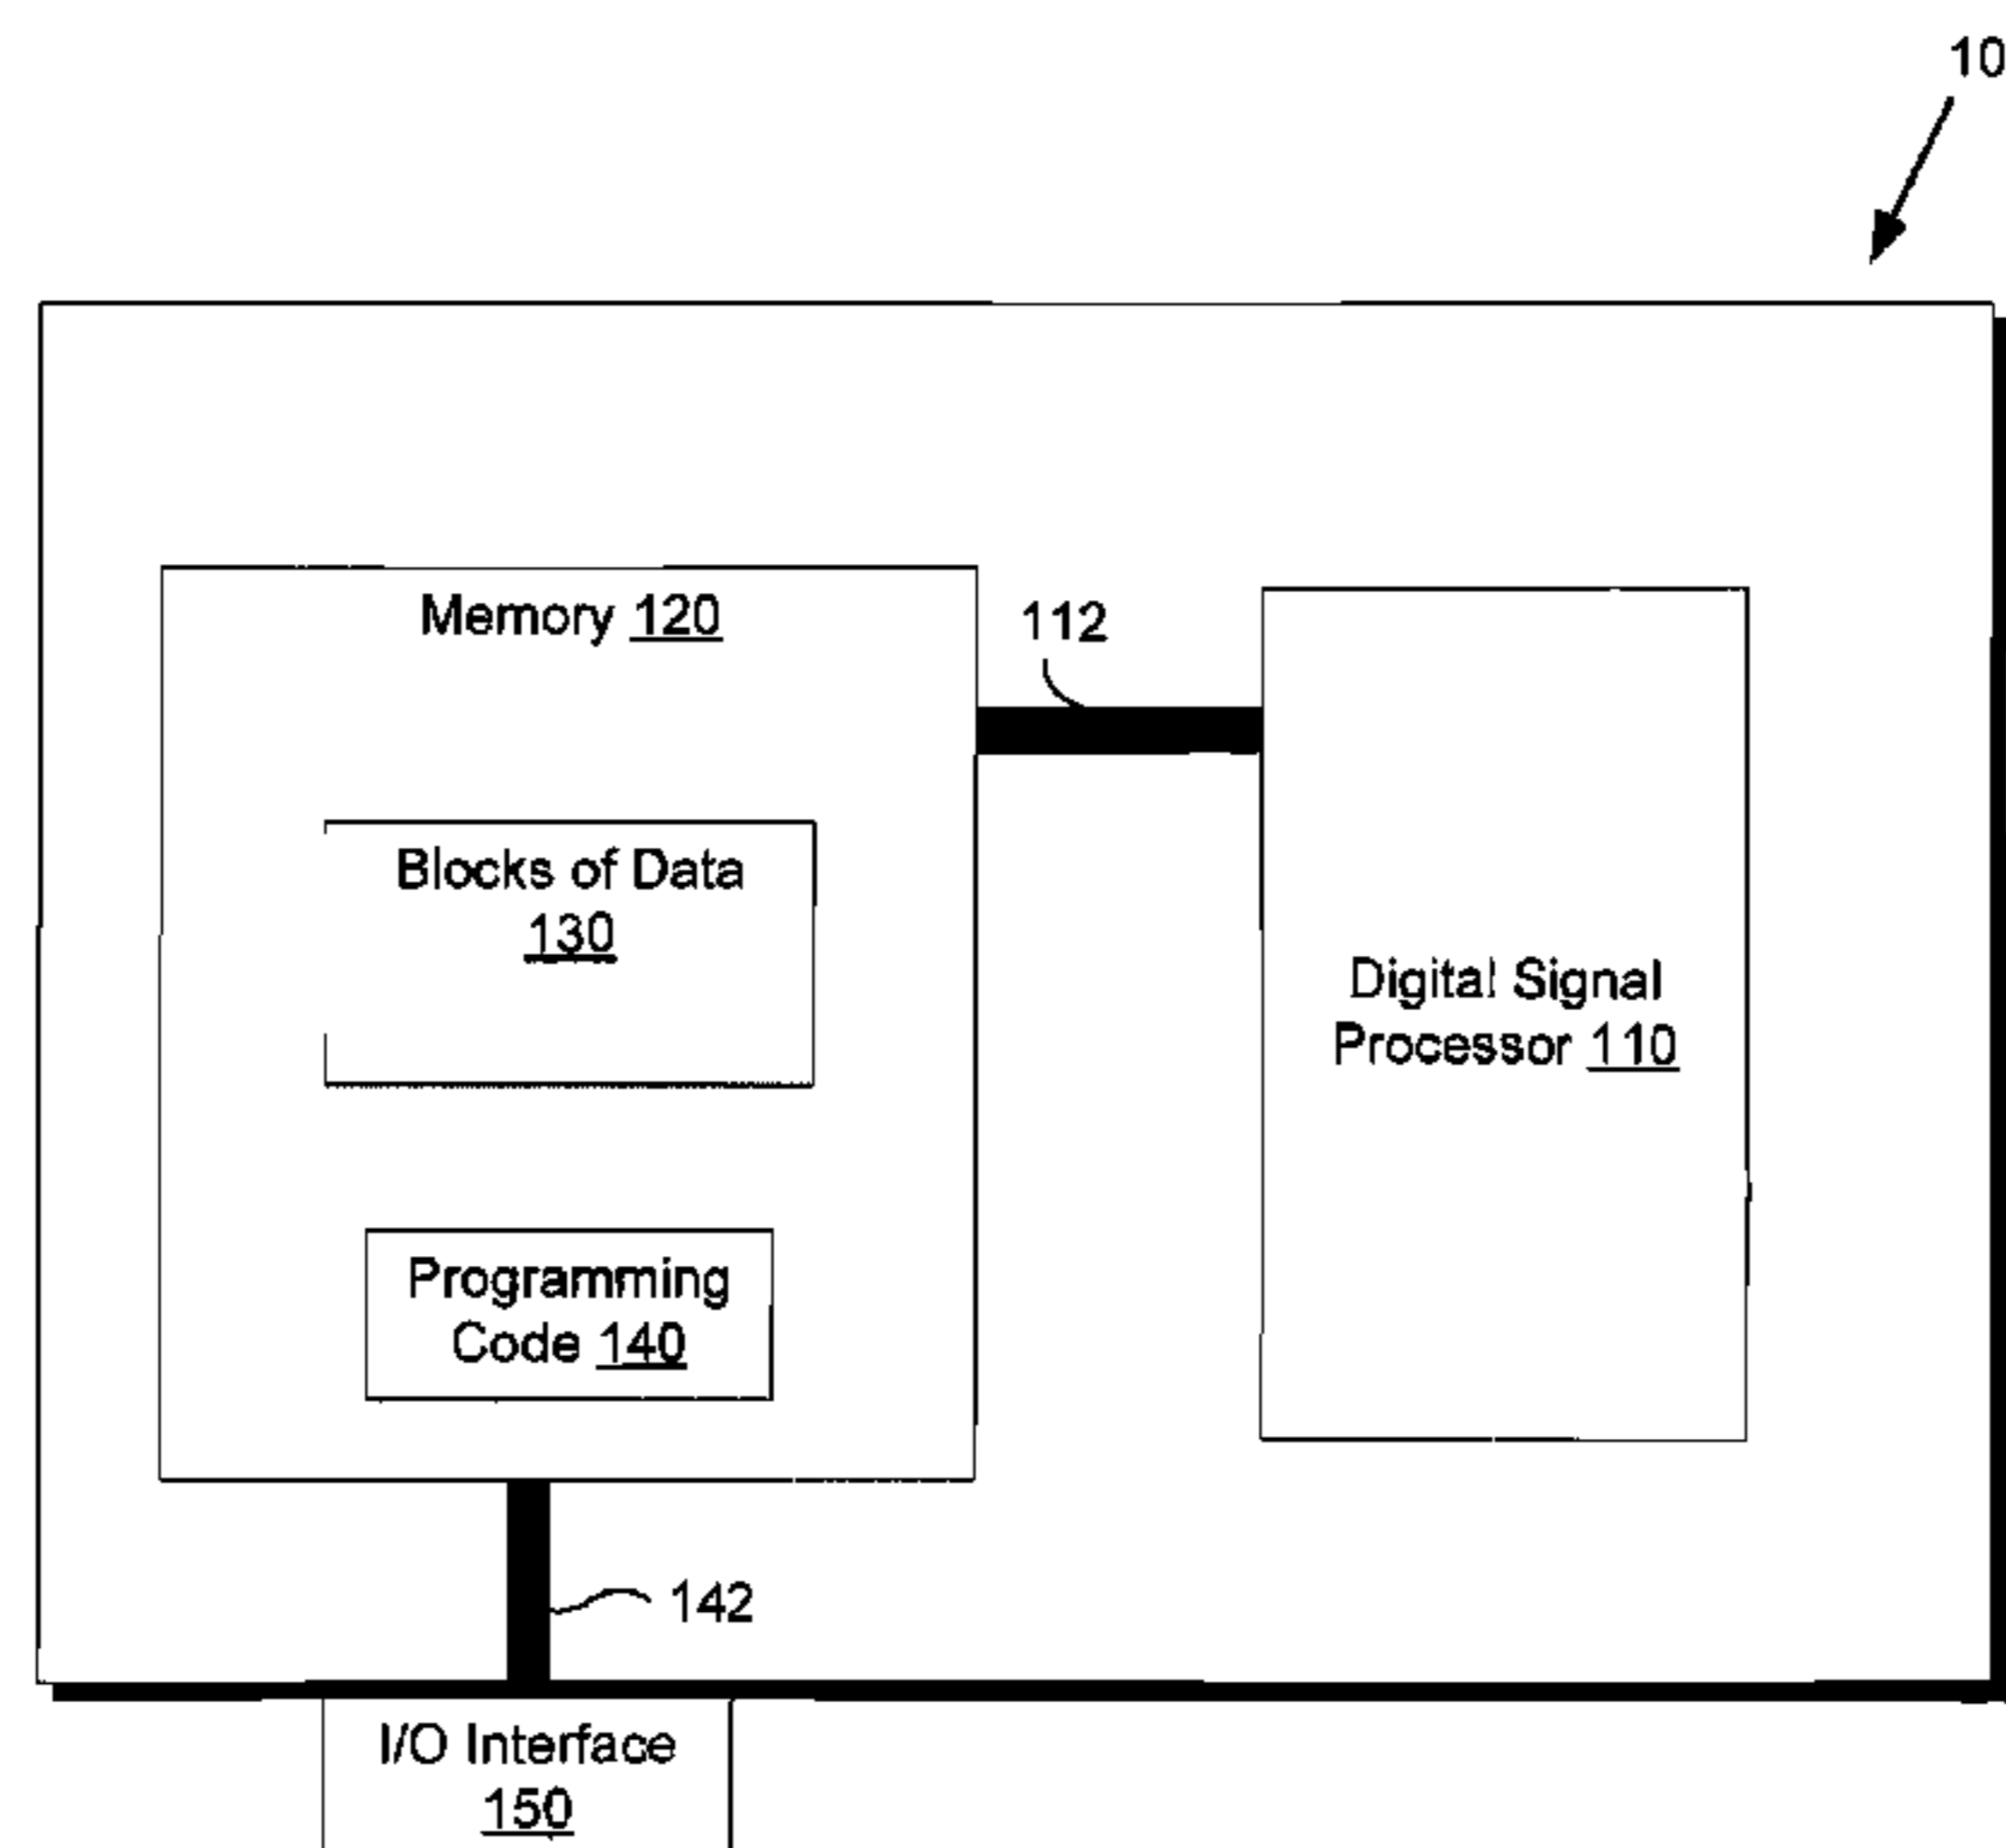 10
Memory 120
112
Blocks of Data
130
Digital Signal
Processor 110
Programming
Code 140
142
I/O Interface
150